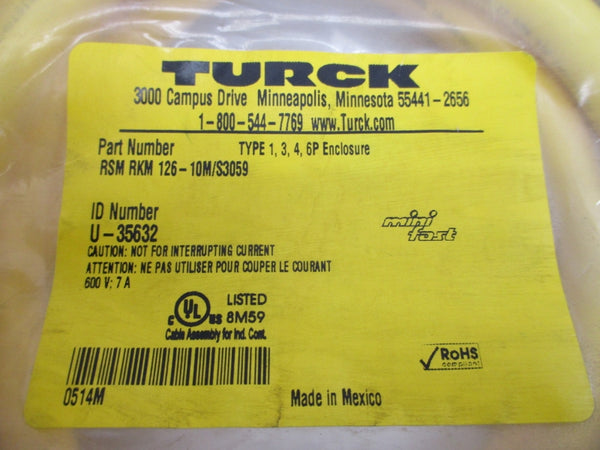 TURCK
3000 Campus Drive Minneapolis, Minnesota 55441-2656
1-800-544-7769 www.Turck.com
Part Number TYPE 1, 3, 4, 6P Enclosure
RSM RKM 126-10M/S3059
ID Number
U-35632
mini
fast
CAUTION: NOT FOR INTERRUPTING CURRENT
ATTENTION: NE PAS UTILISER POUR COUPER LE COURANT
600 V; 7 A
C UL US LISTED
8M59
Cable Assembly for Ind. Cont.
RoHS
compliant
0514M
Made in Mexico